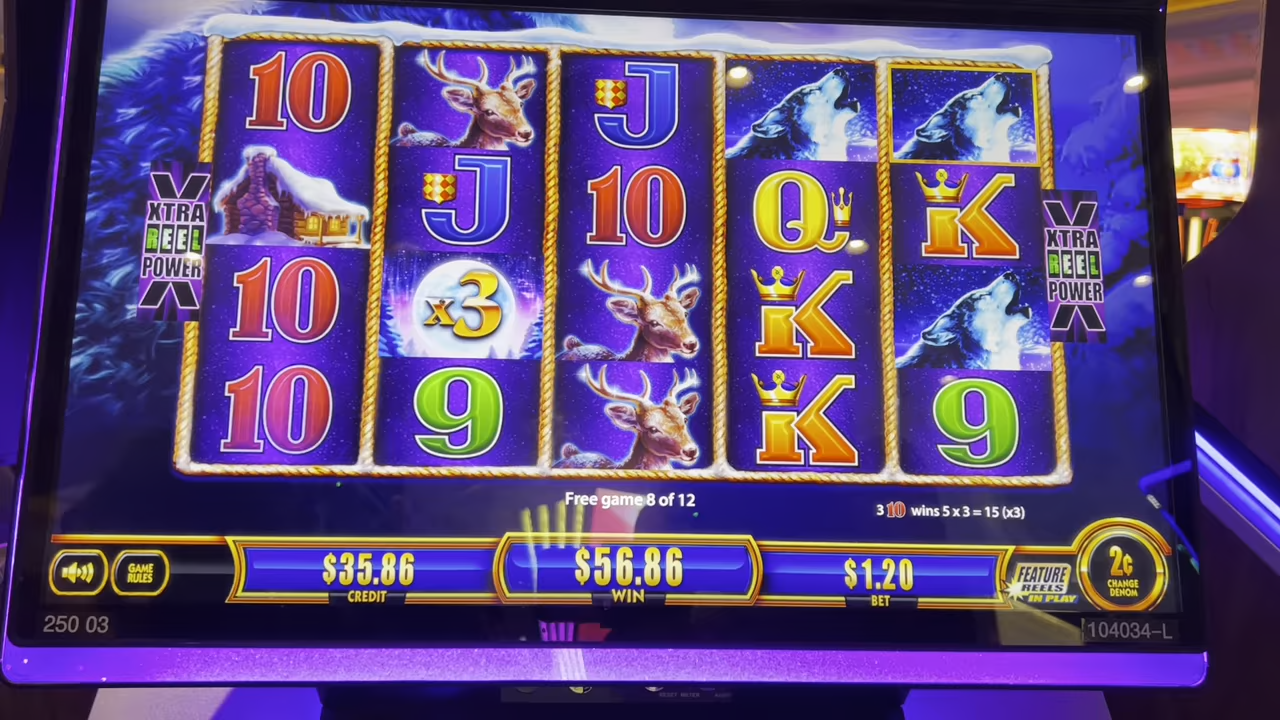 10
J
J
10
Q
K
10
x3
K
10
9
K
9
XTRA
REEL
POWER
XTRA
REEL
POWER
Free game 8 of 12
3 10 wins 5 x 3 = 15 (x3)
GAME
RULES
$35.86
CREDIT
$56.86
WIN
$1.20
BET
FEATURE
REELS
IN PLAY
2¢
CHANGE
DENOM
250 03
104034-L